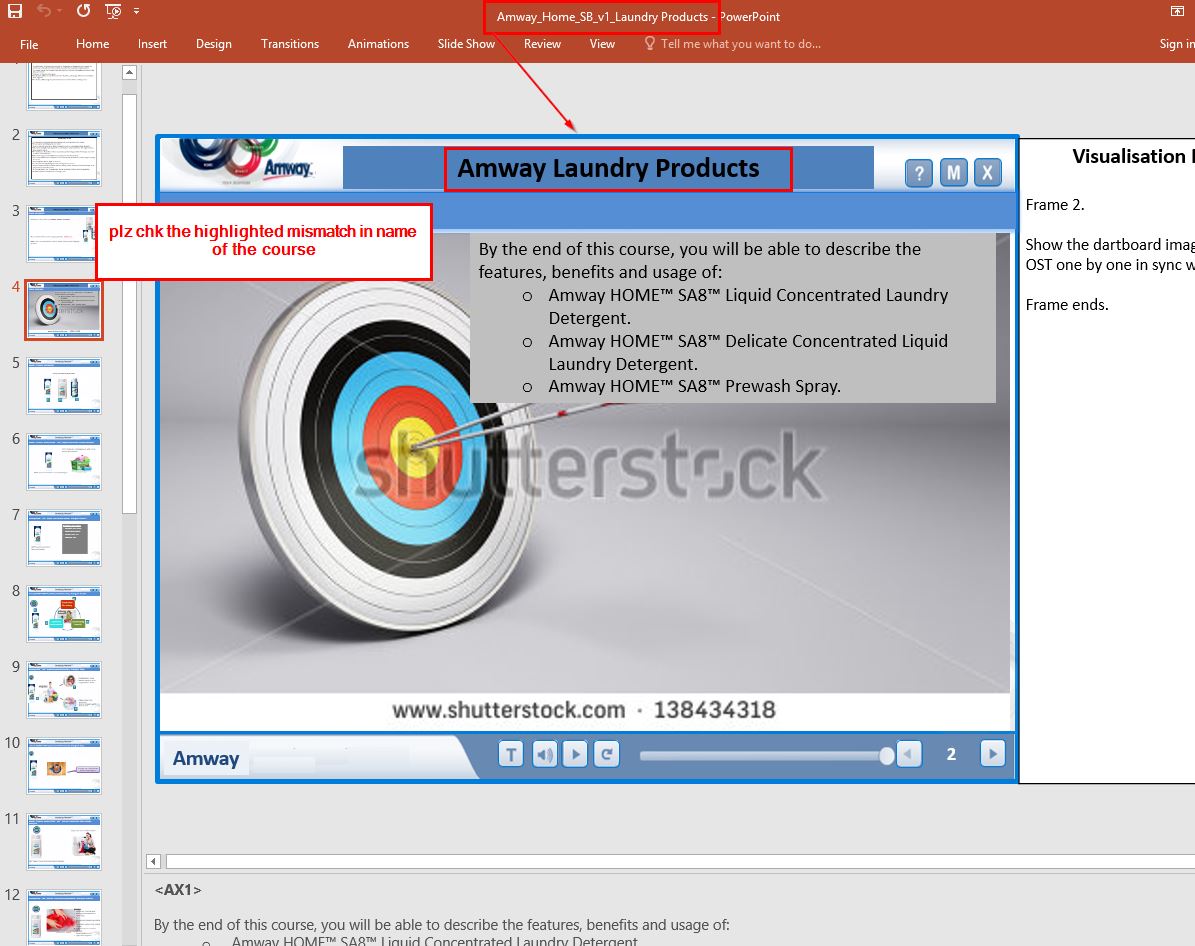 Amway_Home_SB_v1_Laundry Products - PowerPoint
File Home Insert Design Transitions Animations Slide Show Review View Tell me what you want to do... Sign in
2
3
4
5
6
7
8
9
10
11
12
Amway™
Amway Laundry Products
? M X
plz chk the highlighted mismatch in name
of the course
By the end of this course, you will be able to describe the
features, benefits and usage of:
o Amway HOME™ SA8™ Liquid Concentrated Laundry
Detergent.
o Amway HOME™ SA8™ Delicate Concentrated Liquid
Laundry Detergent.
o Amway HOME™ SA8™ Prewash Spray.
shutterstock
www.shutterstock.com · 138434318
Amway
T
2
Visualisation
Frame 2.
Show the dartboard imag
OST one by one in sync w
Frame ends.
<AX1>
By the end of this course, you will be able to describe the features, benefits and usage of:
o Amway HOME™ SA8™ Liquid Concentrated Laundry Detergent